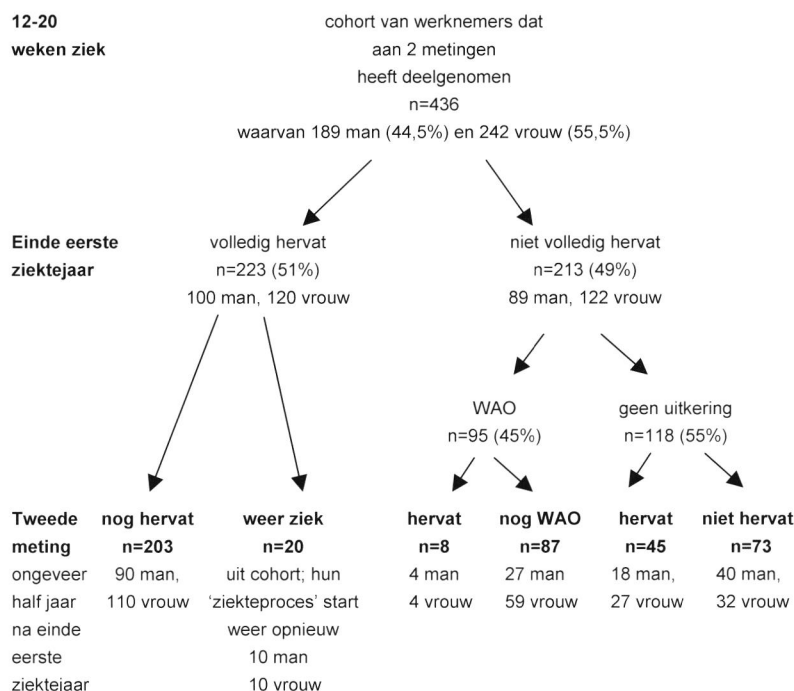 12-20 cohort van werknemers dat
weken ziek aan 2 metingen
heeft deelgenomen
n=436
waarvan 189 man (44,5%) en 242 vrouw (55,5%)
Einde eerste volledig hervat niet volledig hervat
ziektejaar n=223 (51%) n=213 (49%)
100 man, 120 vrouw 89 man, 122 vrouw
WAO geen uitkering
n=95 (45%) n=118 (55%)
Tweede nog hervat weer ziek hervat nog WAO hervat niet hervat
meting n=203 n=20 n=8 n=87 n=45 n=73
ongeveer 90 man, uit cohort; hun 4 man 27 man 18 man, 40 man,
half jaar 110 vrouw 'ziekteproces' start 4 vrouw 59 vrouw 27 vrouw 32 vrouw
na einde weer opnieuw
eerste 10 man
ziektejaar 10 vrouw